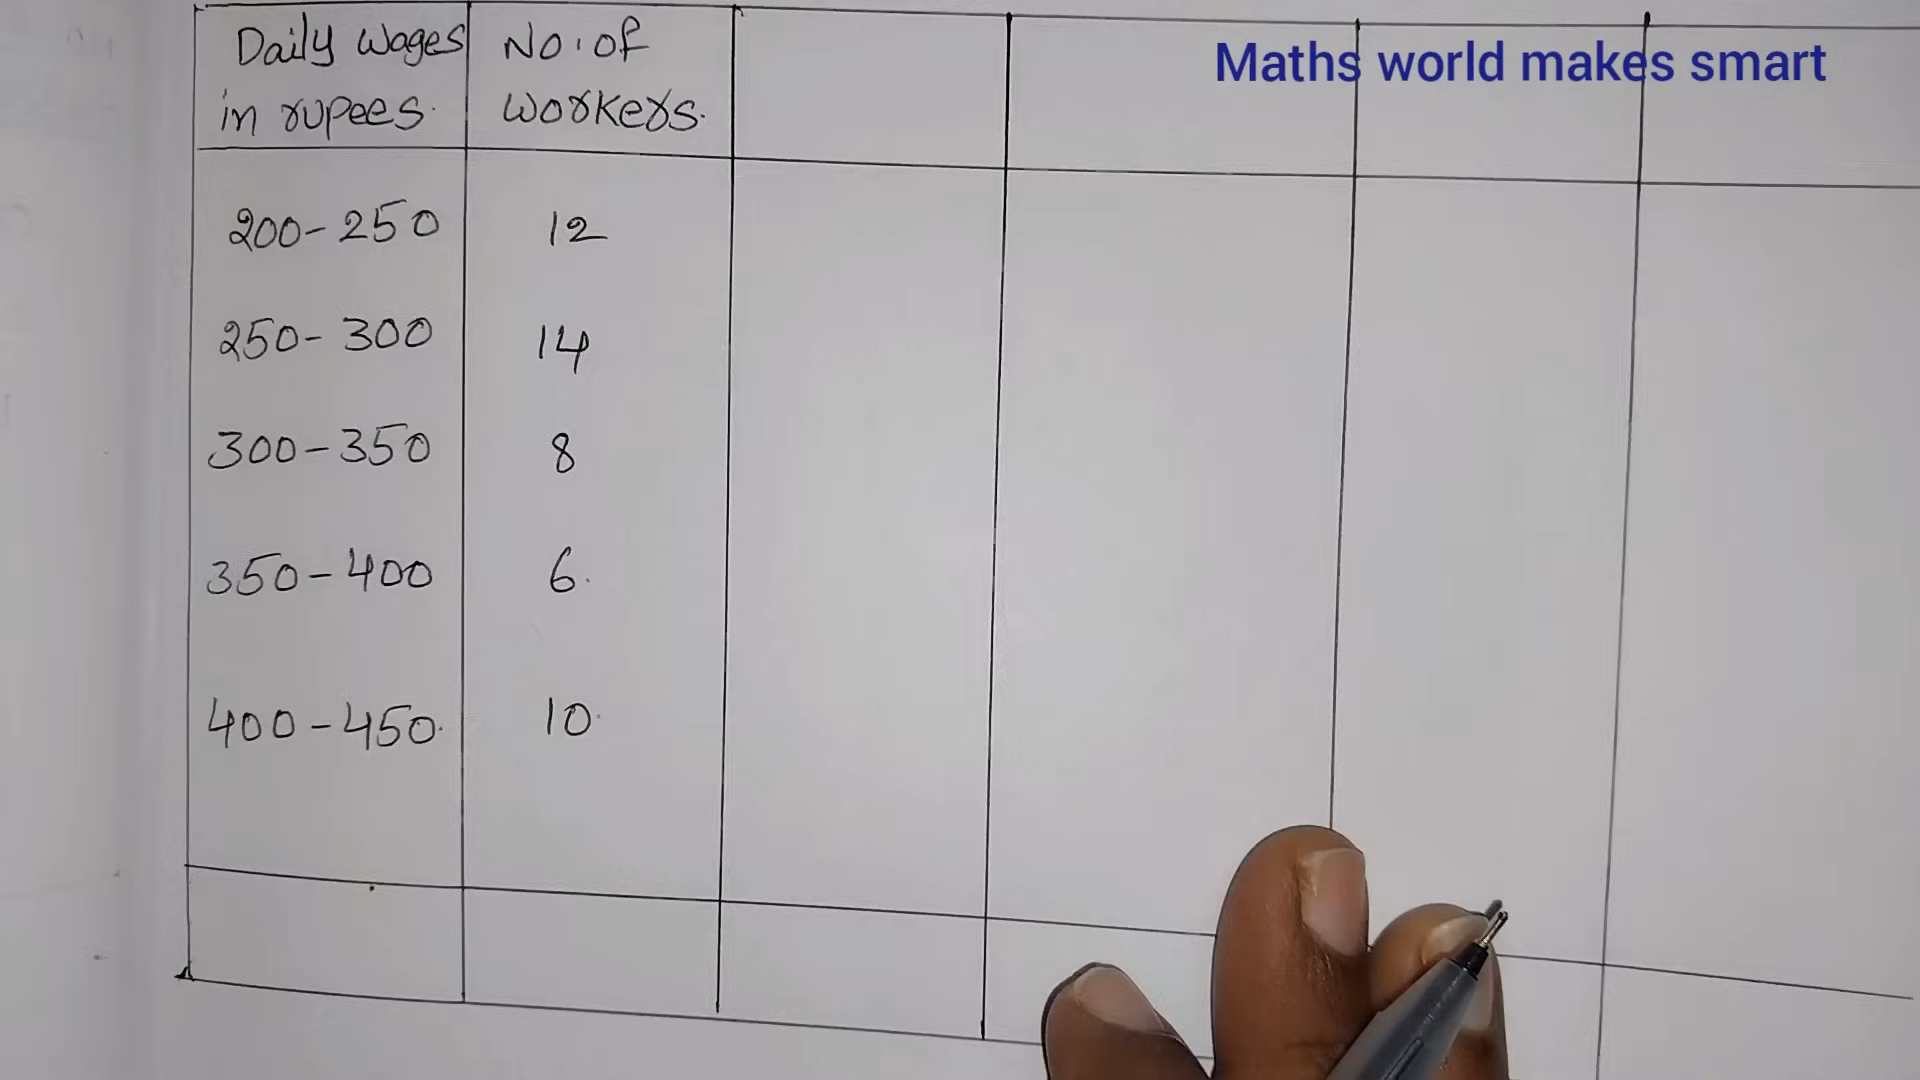 Daily wages in rupees.
No. of workers.
Maths world makes smart
200-250 12
250-300 14
300-350 8
350-400 6.
400-450. 10.